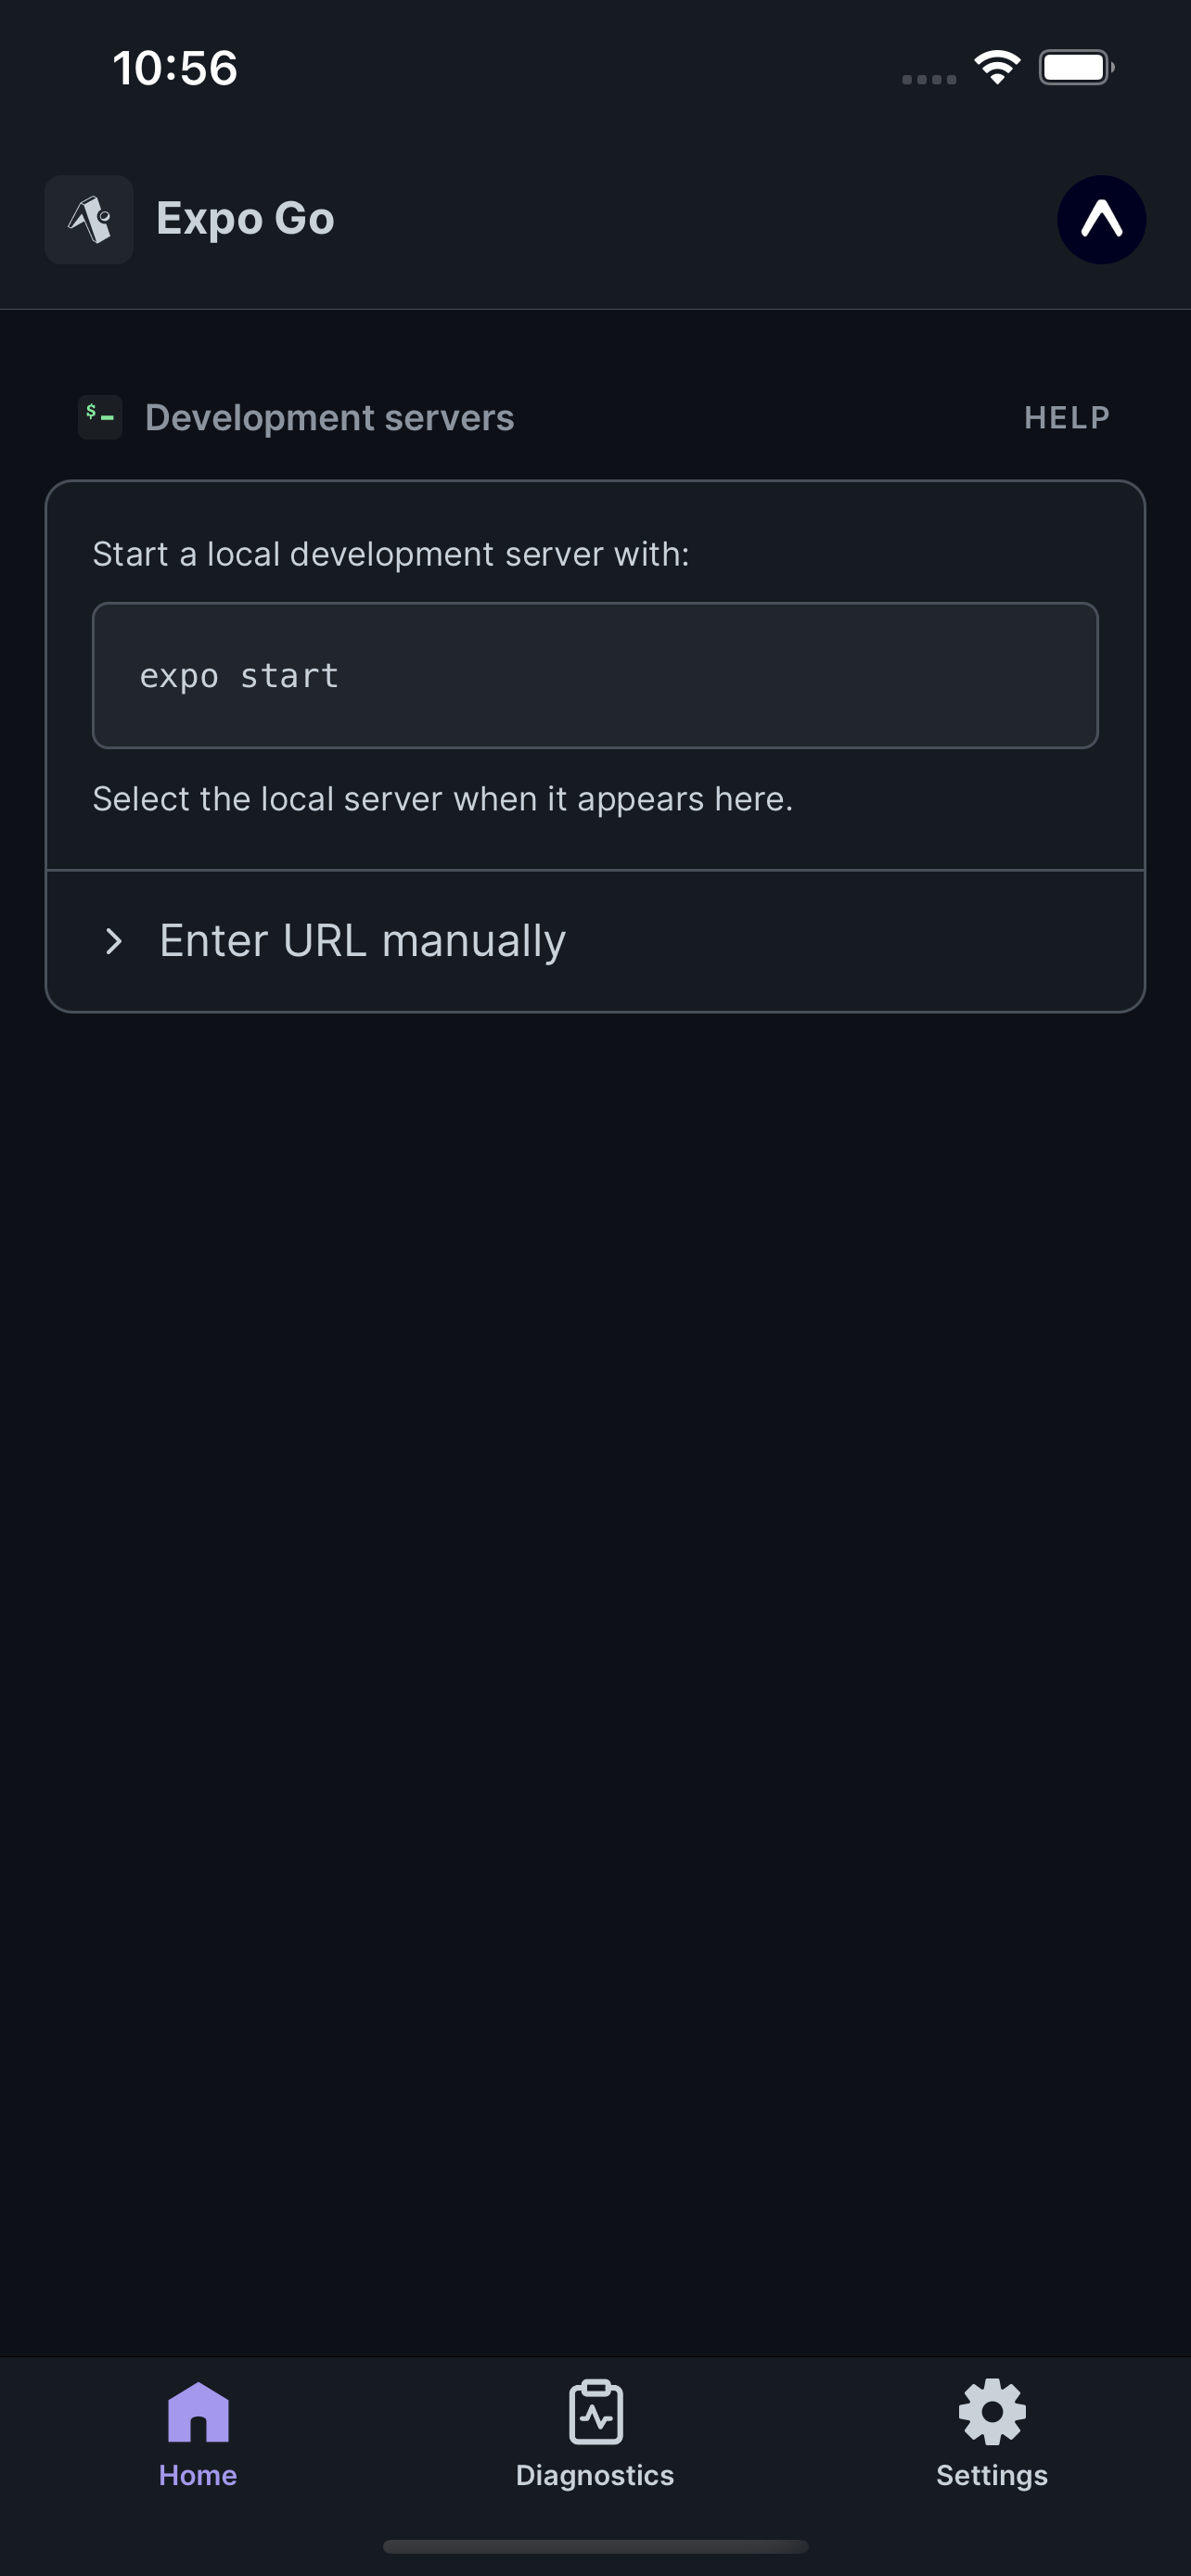 10:56
Expo Go
$ Development servers HELP
Start a local development server with:
expo start
Select the local server when it appears here.
Enter URL manually
Home Diagnostics Settings